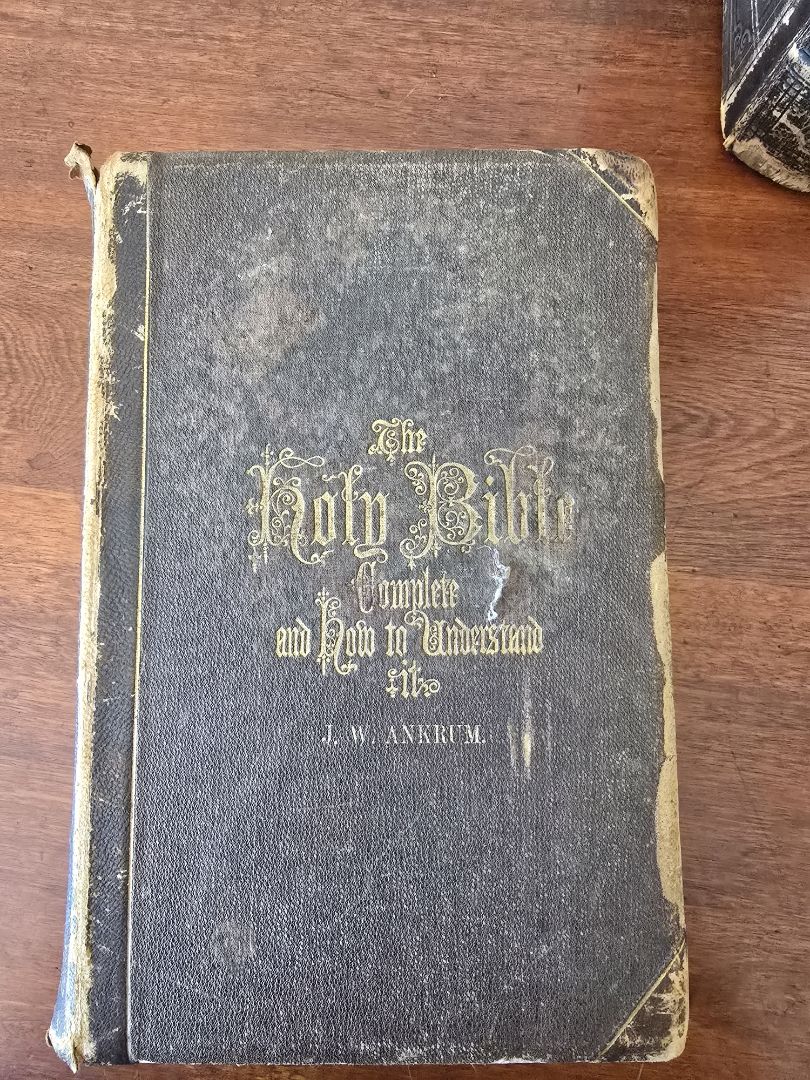 The
Holy Bible
Complete
and How to Understand
it
J. W. ANKRUM.